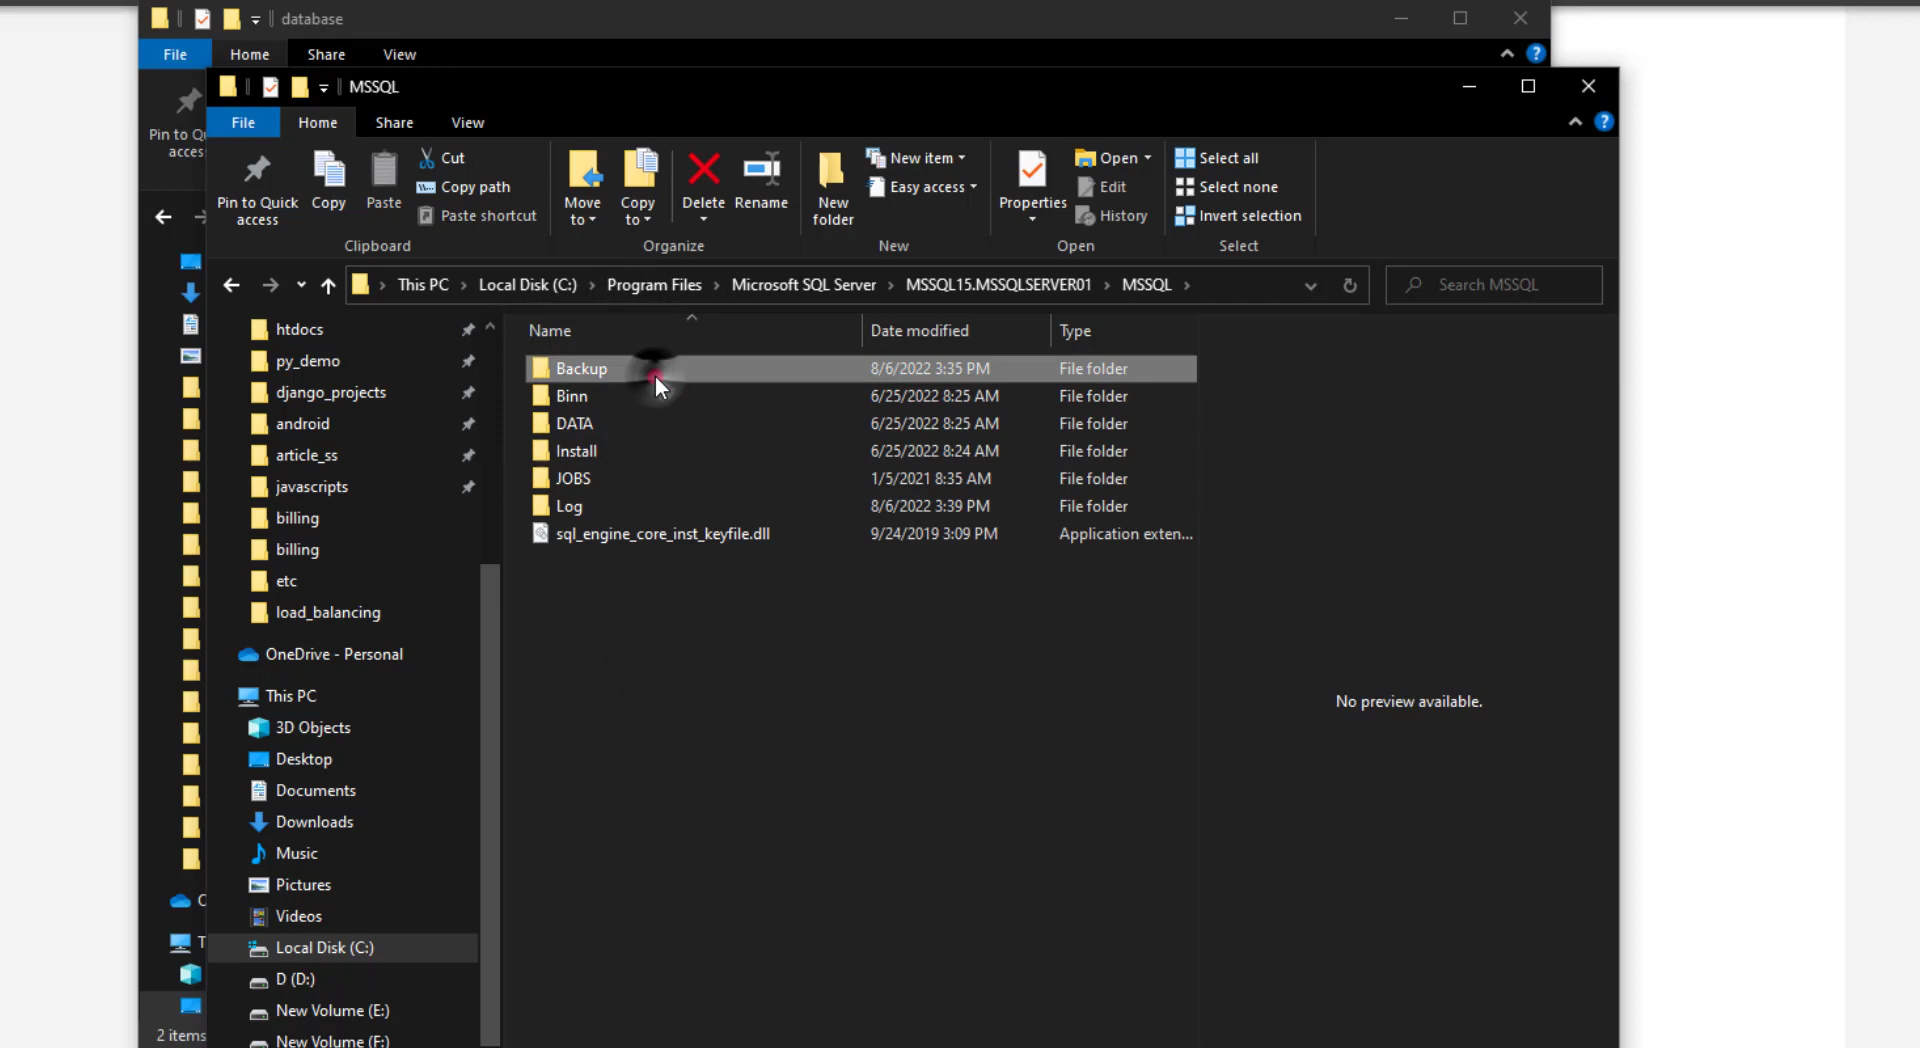 database
File Home Share View
Pin to Qu
acces
MSSQL
File Home Share View
Pin to Quick access
Copy
Paste
Cut
Copy path
Paste shortcut
Clipboard
Move to
Copy to
Delete
Rename
Organize
New folder
New item
Easy access
New
Properties
Open
Edit
History
Open
Select all
Select none
Invert selection
Select
This PC Local Disk (C:) Program Files Microsoft SQL Server MSSQL15.MSSQLSERVER01 MSSQL
Search MSSQL
htdocs
py_demo
django_projects
android
article_ss
javascripts
billing
billing
etc
load_balancing
OneDrive - Personal
This PC
3D Objects
Desktop
Documents
Downloads
Music
Pictures
Videos
Local Disk (C:)
D (D:)
New Volume (E:)
New Volume (F:)
Name Date modified Type
Backup 8/6/2022 3:35 PM File folder
Binn 6/25/2022 8:25 AM File folder
DATA 6/25/2022 8:25 AM File folder
Install 6/25/2022 8:24 AM File folder
JOBS 1/5/2021 8:35 AM File folder
Log 8/6/2022 3:39 PM File folder
sql_engine_core_inst_keyfile.dll 9/24/2019 3:09 PM Application exten...
No preview available.
2 items